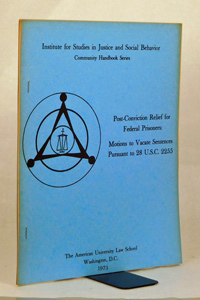 Institute for Studies in Justice and Social Behavior
Community Handbook Series
Post-Conviction Relief for
Federal Prisoners:
Motions to Vacate Sentences
Pursuant to 28 U.S.C. 2255
The American University Law School
Washington, D.C.
1971